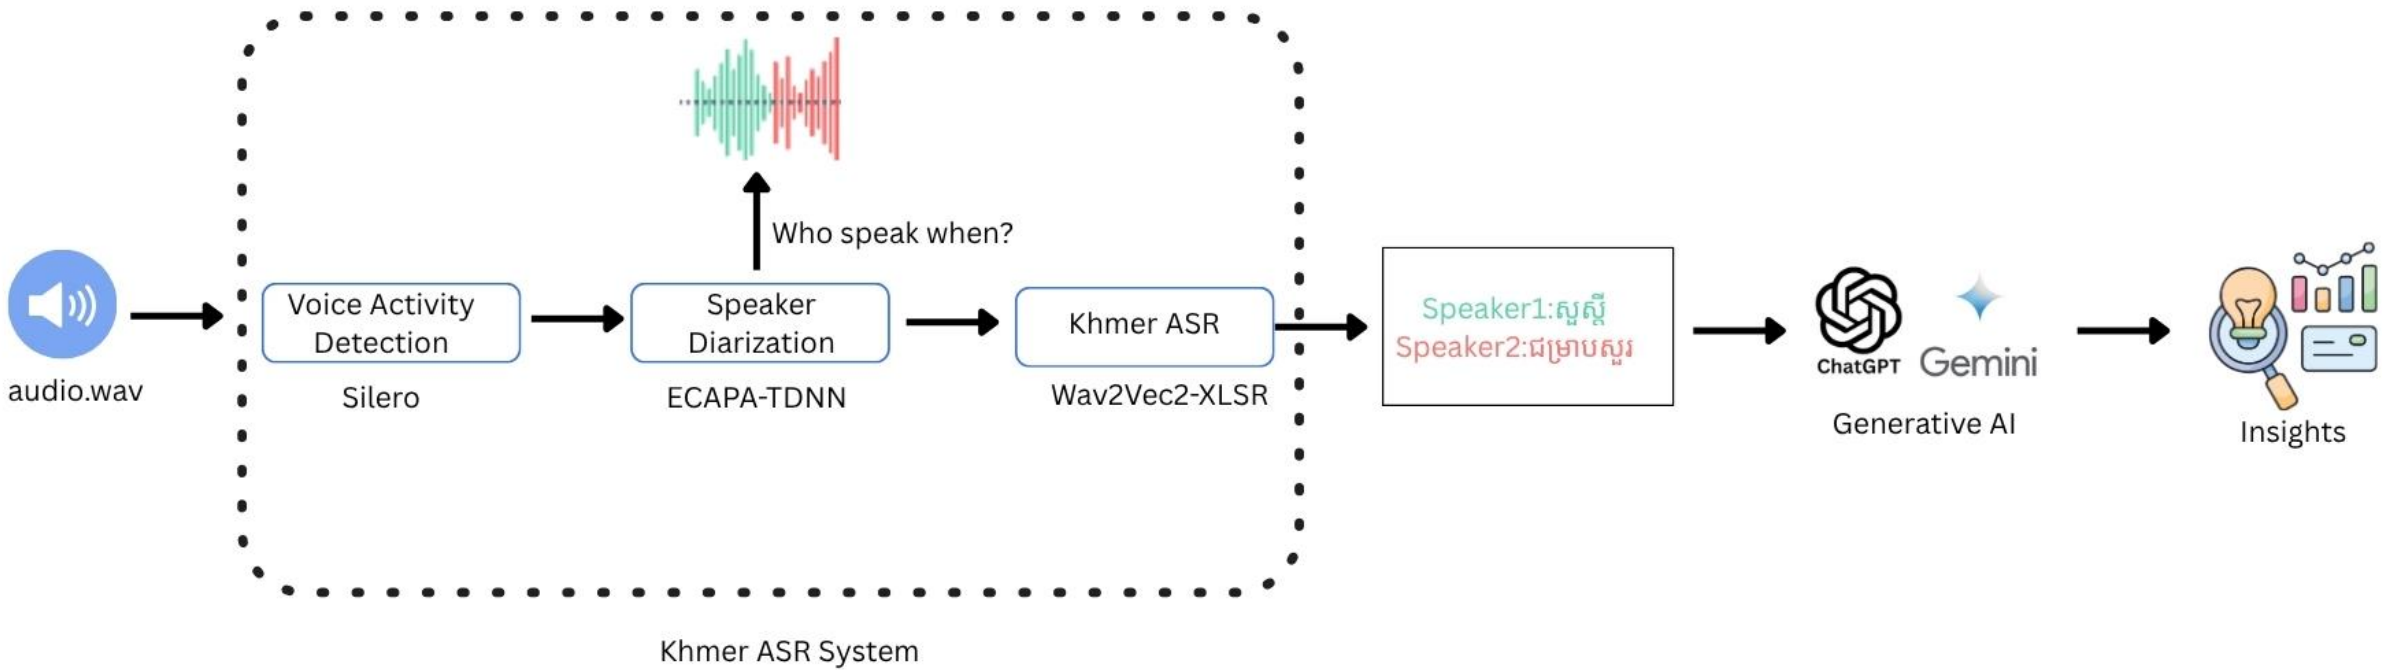 audio.wav
Voice Activity
Detection
Silero
Who speak when?
Speaker
Diarization
ECAPA-TDNN
Khmer ASR
Wav2Vec2-XLSR
Khmer ASR System
Speaker1:សួស្តី
Speaker2:ជម្រាបសួរ
ChatGPT
Gemini
Generative AI
Insights